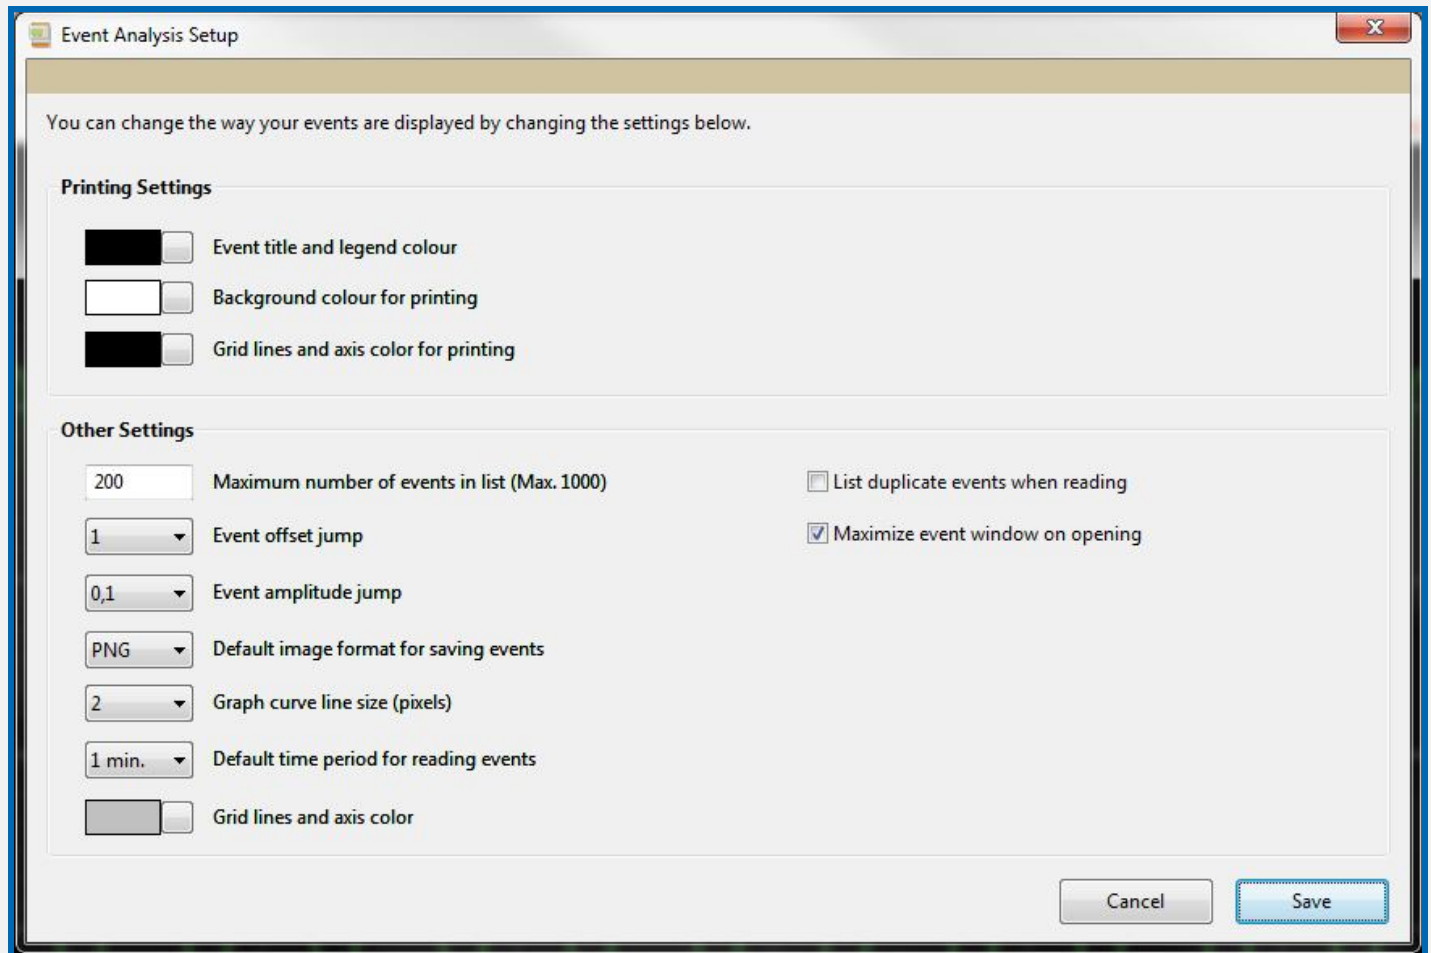 Event Analysis Setup
X
You can change the way your events are displayed by changing the settings below.
Printing Settings
Event title and legend colour
Background colour for printing
Grid lines and axis color for printing
Other Settings
200 Maximum number of events in list (Max. 1000)
List duplicate events when reading
1 Event offset jump
Maximize event window on opening
0,1 Event amplitude jump
PNG Default image format for saving events
2 Graph curve line size (pixels)
1 min. Default time period for reading events
Grid lines and axis color
Cancel
Save